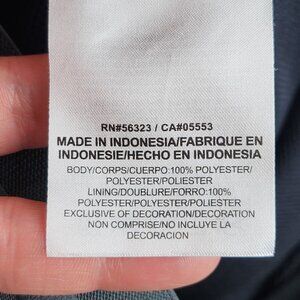 RN#56323 / CA#05553
MADE IN INDONESIA/FABRIQUE EN
INDONESIE/HECHO EN INDONESIA
BODY/CORPS/CUERPO:100% POLYESTER/
POLYESTER/POLIESTER
LINING/DOUBLURE/FORRO:100%
POLYESTER/POLYESTER/POLIESTER
EXCLUSIVE OF DECORATION/DECORATION
NON COMPRISE/NO INCLUYE LA
DECORACION